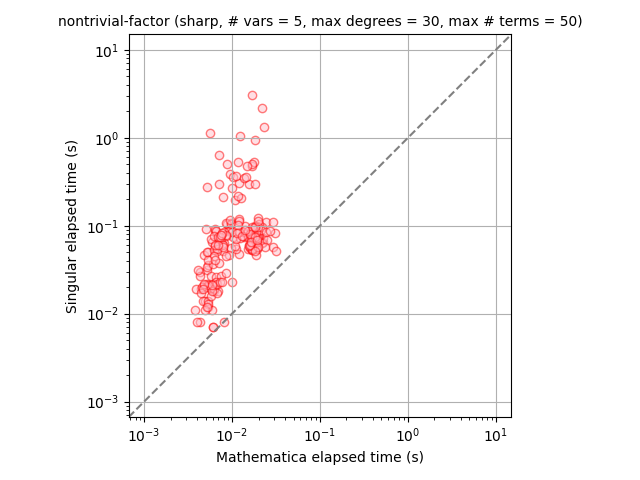 nontrivial-factor (sharp, # vars = 5, max degrees = 30, max # terms = 50)
Singular elapsed time (s)
10¹
10⁰
10⁻¹
10⁻²
10⁻³
10⁻³ 10⁻² 10⁻¹ 10⁰ 10¹
Mathematica elapsed time (s)